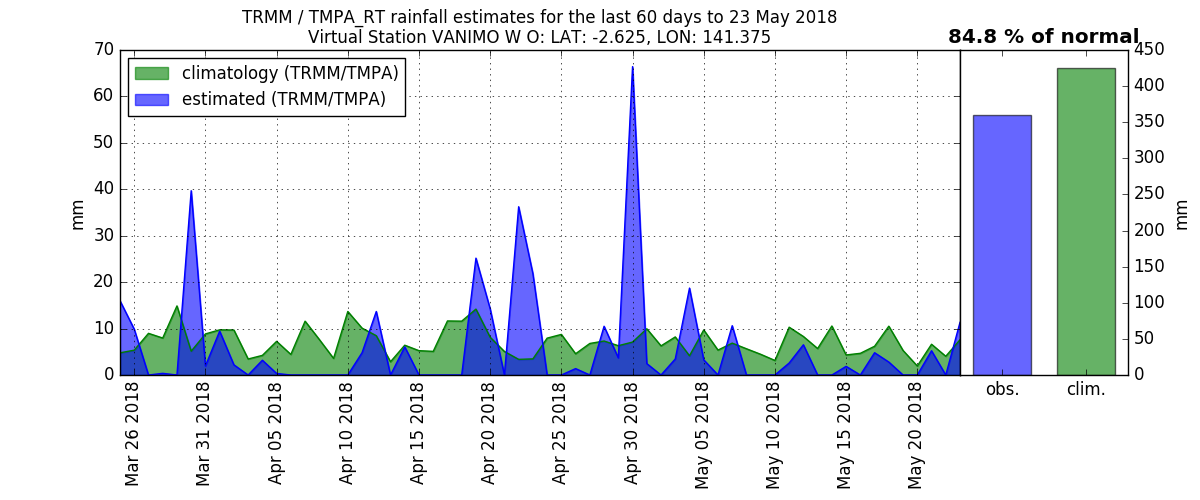 TRMM / TMPA_RT rainfall estimates for the last 60 days to 23 May 2018
Virtual Station VANIMO W O: LAT: -2.625, LON: 141.375
84.8 % of normal
climatology (TRMM/TMPA)
estimated (TRMM/TMPA)
mm
70
60
50
40
30
20
10
0
Mar 26 2018
Mar 31 2018
Apr 05 2018
Apr 10 2018
Apr 15 2018
Apr 20 2018
Apr 25 2018
Apr 30 2018
May 05 2018
May 10 2018
May 15 2018
May 20 2018
obs.
clim.
450
400
350
300
250
200
150
100
50
0
mm